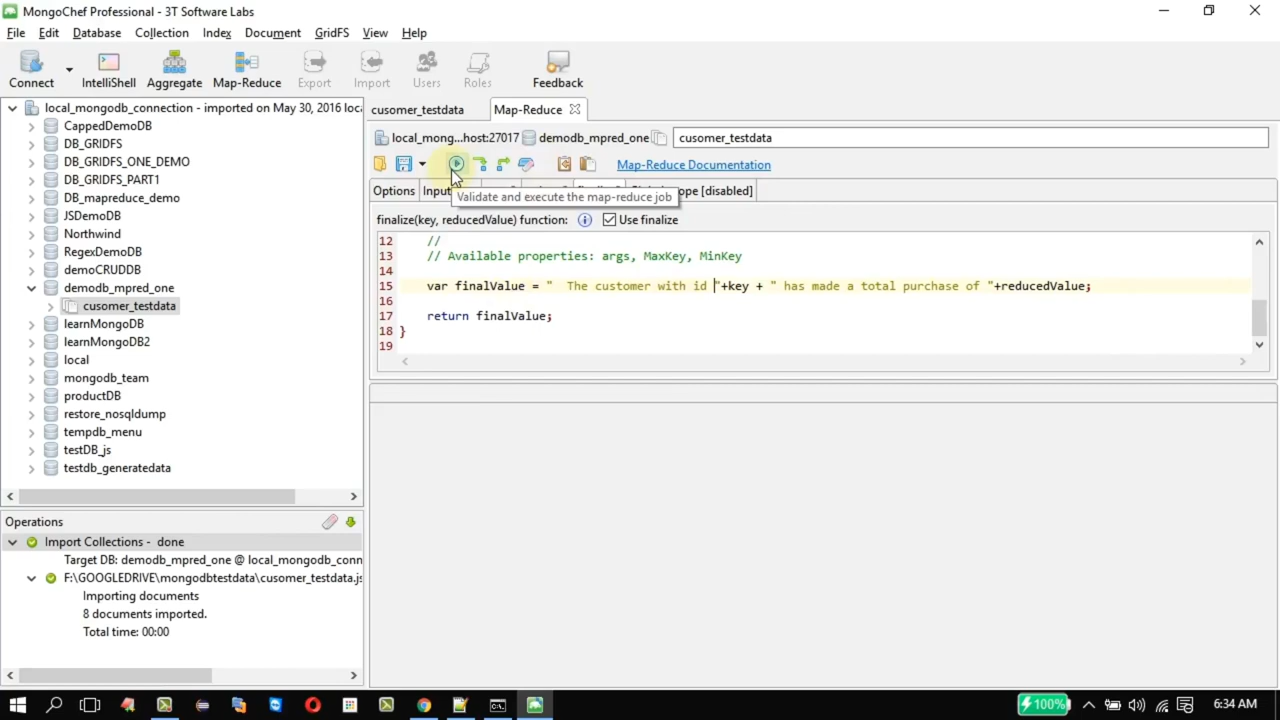 MongoChef Professional - 3T Software Labs
File Edit Database Collection Index Document GridFS View Help
Connect IntelliShell Aggregate Map-Reduce Export Import Users Roles Feedback
local_mongodb_connection - imported on May 30, 2016 loc
CappedDemoDB
DB_GRIDFS
DB_GRIDFS_ONE_DEMO
DB_GRIDFS_PART1
DB_mapreduce_demo
JSDemoDB
Northwind
RegexDemoDB
demoCRUDDB
demodb_mpred_one
cusomer_testdata
learnMongoDB
learnMongoDB2
local
mongodb_team
productDB
restore_nosqldump
tempdb_menu
testDB_js
testdb_generatedata
Operations
Import Collections - done
Target DB: demodb_mpred_one @ local_mongodb_conn
F:\GOOGLEDRIVE\mongodbtestdata\cusomer_testdata.js
Importing documents
8 documents imported.
Total time: 00:00
cusomer_testdata Map-Reduce
local_mong...host:27017 demodb_mpred_one cusomer_testdata
Map-Reduce Documentation
Options Input ope [disabled]
Validate and execute the map-reduce job
finalize(key, reducedValue) function: Use finalize
12 //
13 // Available properties: args, MaxKey, MinKey
14
15 var finalValue = "  The customer with id "+key + " has made a total purchase of "+reducedValue;
16
17 return finalValue;
18 }
19
100%
6:34 AM